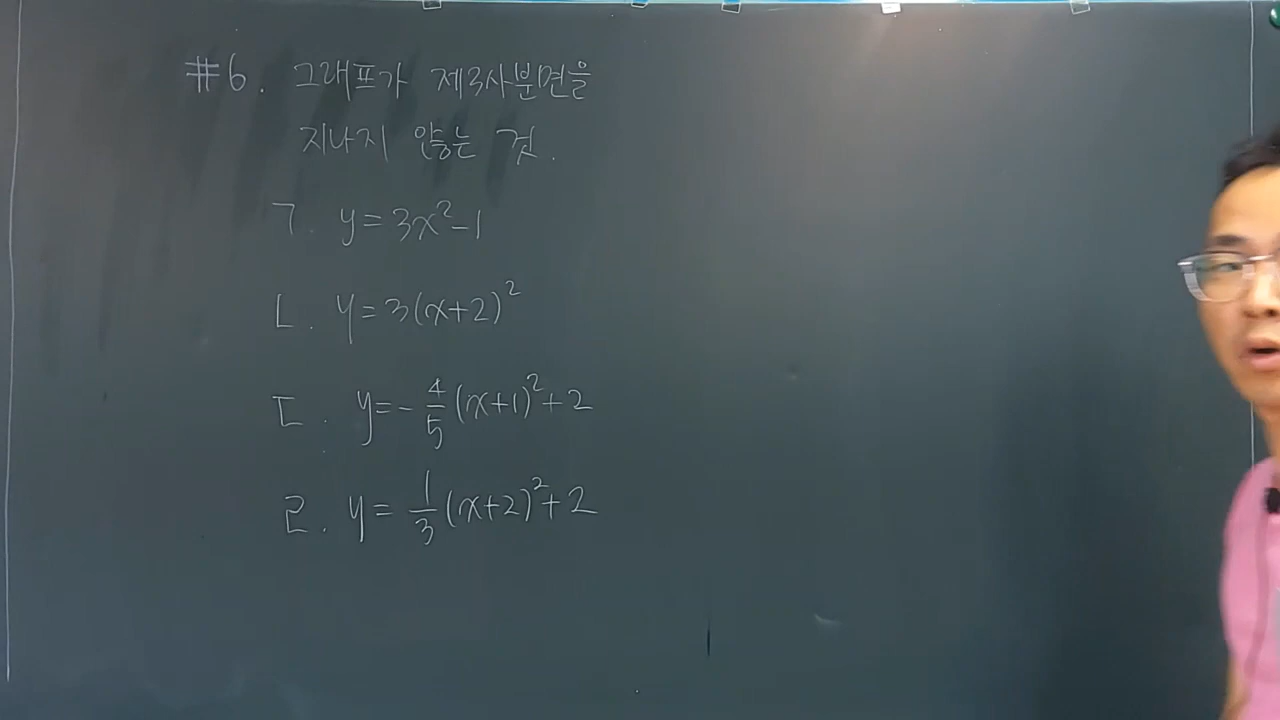 #6. 그래프가 제3사분면을
지나지 않는 것.
ㄱ. y=3x²-1
ㄴ. y=3(x+2)²
ㄷ. y=-4/5(x+1)²+2
ㄹ. y=1/3(x+2)²+2